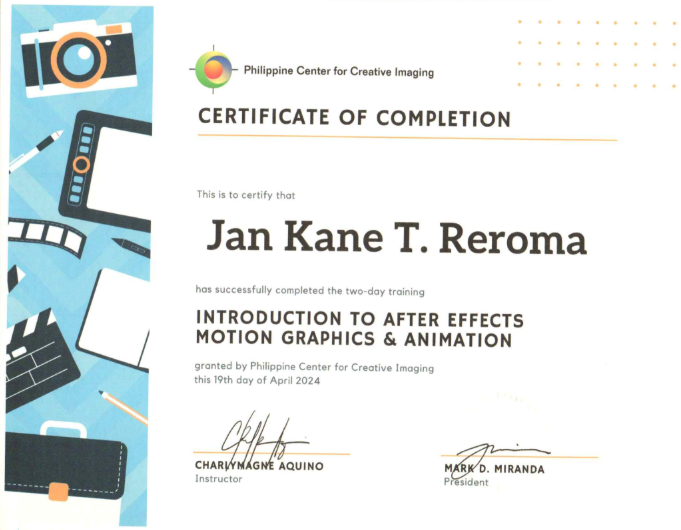 Philippine Center for Creative Imaging
CERTIFICATE OF COMPLETION
This is to certify that
Jan Kane T. Reroma
has successfully completed the two-day training
INTRODUCTION TO AFTER EFFECTS
MOTION GRAPHICS & ANIMATION
granted by Philippine Center for Creative Imaging
this 19th day of April 2024
CHARLYMAGNE AQUINO
Instructor
MARK D. MIRANDA
President